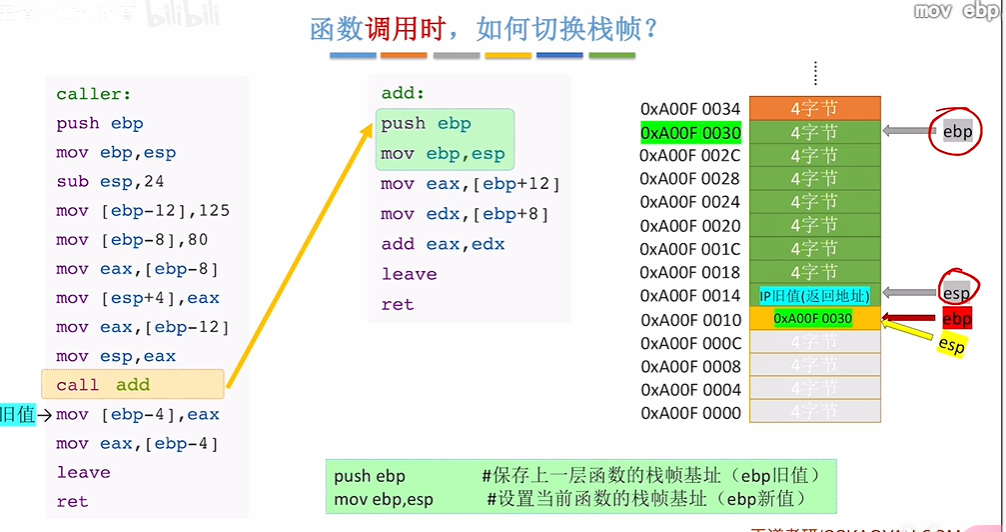 bilibili
mov ebp
函数调用时，如何切换栈帧？
caller:
push ebp
mov ebp,esp
sub esp,24
mov [ebp-12],125
mov [ebp-8],80
mov eax,[ebp-8]
mov [esp+4],eax
mov eax,[ebp-12]
mov esp,eax
call add
旧值→mov [ebp-4],eax
mov eax,[ebp-4]
leave
ret
add:
push ebp
mov ebp,esp
mov eax,[ebp+12]
mov edx,[ebp+8]
add eax,edx
leave
ret
0xA00F 0034 4字节
0xA00F 0030 4字节 ebp
0xA00F 002C 4字节
0xA00F 0028 4字节
0xA00F 0024 4字节
0xA00F 0020 4字节
0xA00F 001C 4字节
0xA00F 0018 4字节
0xA00F 0014 IP旧值(返回地址) esp
0xA00F 0010 0xA00F 0030 ebp
esp
0xA00F 000C 4字节
0xA00F 0008 4字节
0xA00F 0004 4字节
0xA00F 0000 4字节
push ebp #保存上一层函数的栈帧基址（ebp旧值）
mov ebp,esp #设置当前函数的栈帧基址（ebp新值）